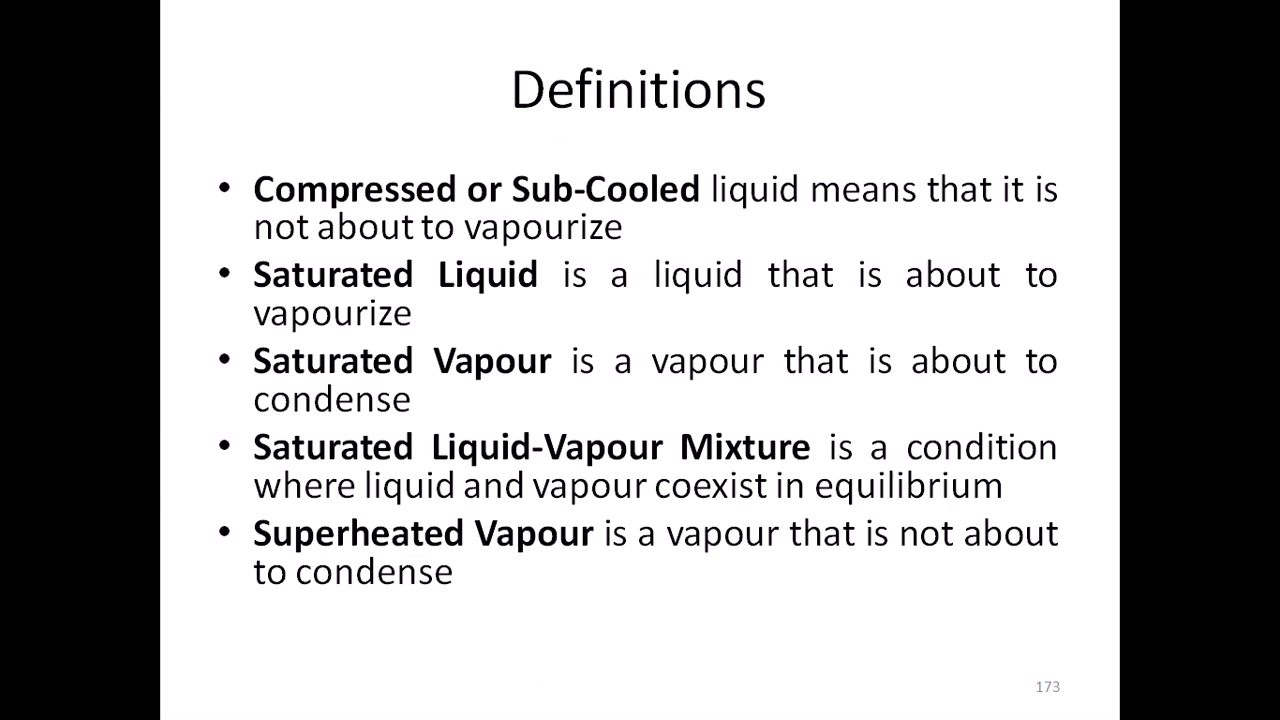 Definitions
• Compressed or Sub-Cooled liquid means that it is
not about to vapourize
• Saturated Liquid is a liquid that is about to
vapourize
• Saturated Vapour is a vapour that is about to
condense
• Saturated Liquid-Vapour Mixture is a condition
where liquid and vapour coexist in equilibrium
• Superheated Vapour is a vapour that is not about
to condense
173